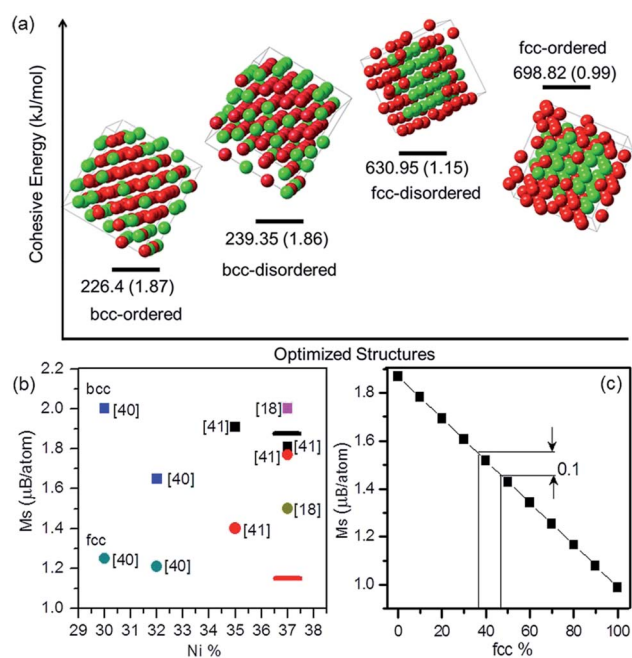 (a)
Cohesive Energy (kJ/mol)
fcc-ordered
698.82 (0.99)
630.95 (1.15)
fcc-disordered
239.35 (1.86)
bcc-disordered
226.4 (1.87)
bcc-ordered
Optimized Structures
(b)
Ms (μB/atom)
2.2
2.0
1.8
1.6
1.4
1.2
1.0
bcc
[40]
[18]
[41]
[41]
[41]
[40]
[18]
[41]
fcc
[40]
[40]
29 30 31 32 33 34 35 36 37 38
Ni %
(c)
Ms (μB/atom)
1.8
1.6
1.4
1.2
1.0
0.1
0 20 40 60 80 100
fcc %